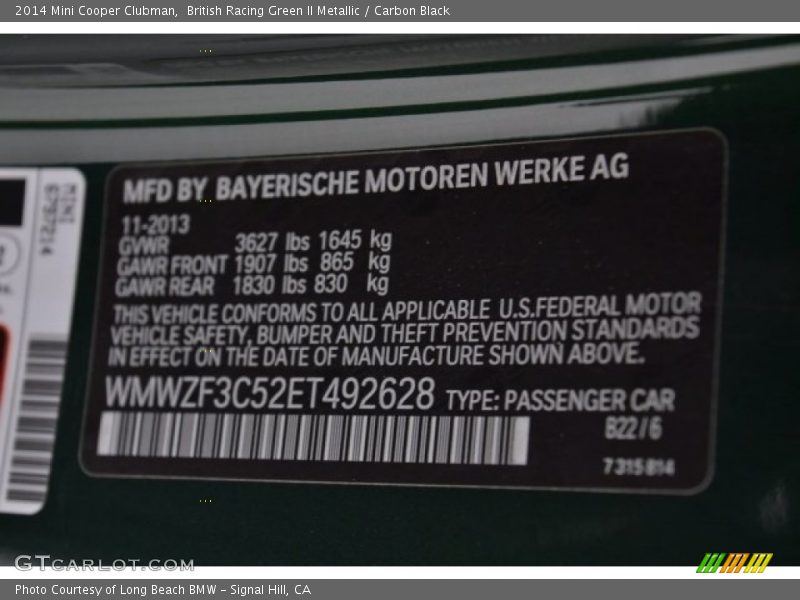 2014 Mini Cooper Clubman,  British Racing Green II Metallic / Carbon Black
MFD BY BAYERISCHE MOTOREN WERKE AG
11-2013
GVWR 3627 lbs 1645 kg
GAWR FRONT 1907 lbs 865 kg
GAWR REAR 1830 lbs 830 kg
THIS VEHICLE CONFORMS TO ALL APPLICABLE U.S.FEDERAL MOTOR
VEHICLE SAFETY, BUMPER AND THEFT PREVENTION STANDARDS
IN EFFECT ON THE DATE OF MANUFACTURE SHOWN ABOVE.
WMWZF3C52ET492628 TYPE: PASSENGER CAR
B22/6
7315814
MINI
GTCARLOT.COM
Photo Courtesy of Long Beach BMW - Signal Hill, CA